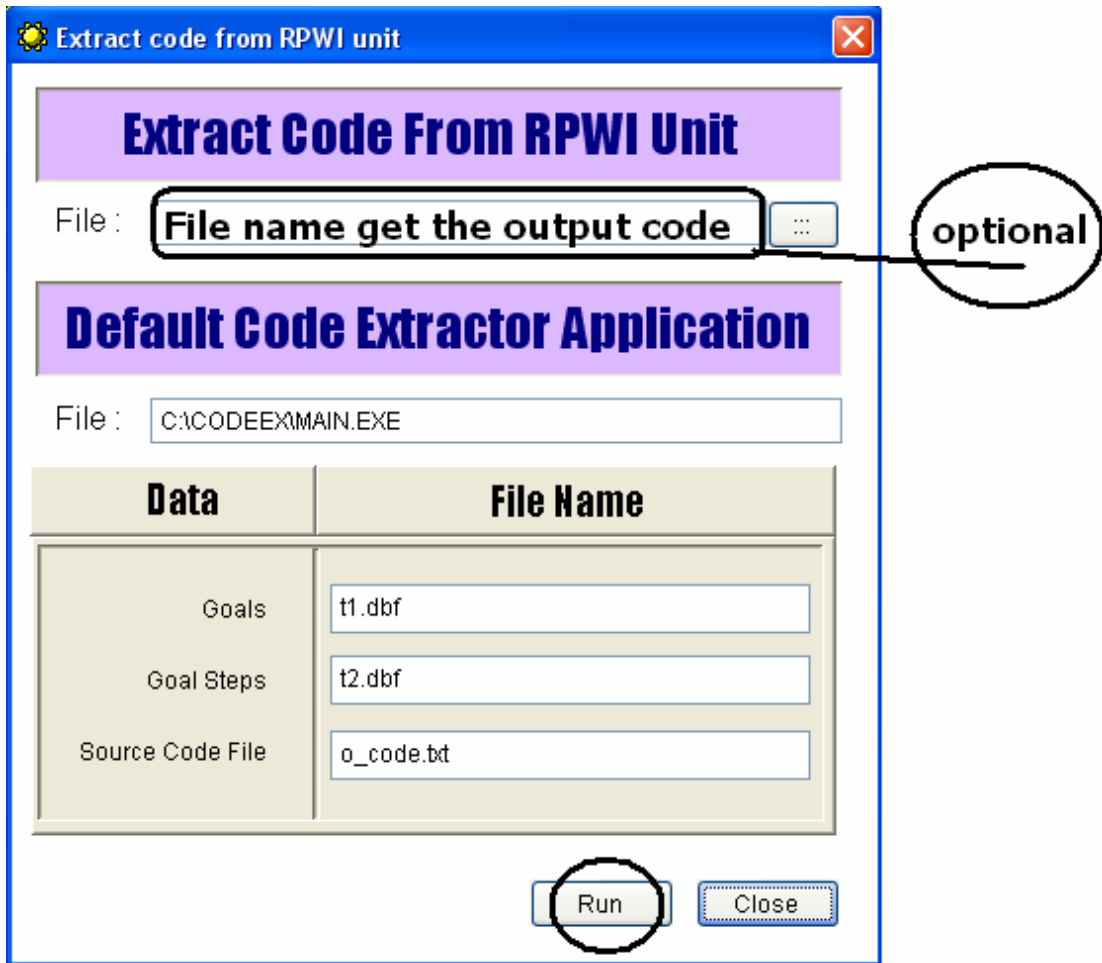 Extract code from RPWI unit
Extract Code From RPWI Unit
File : File name get the output code :::
optional
Default Code Extractor Application
File : C:\CODEEX\MAIN.EXE
Data File Name
Goals t1.dbf
Goal Steps t2.dbf
Source Code File o_code.txt
Run Close